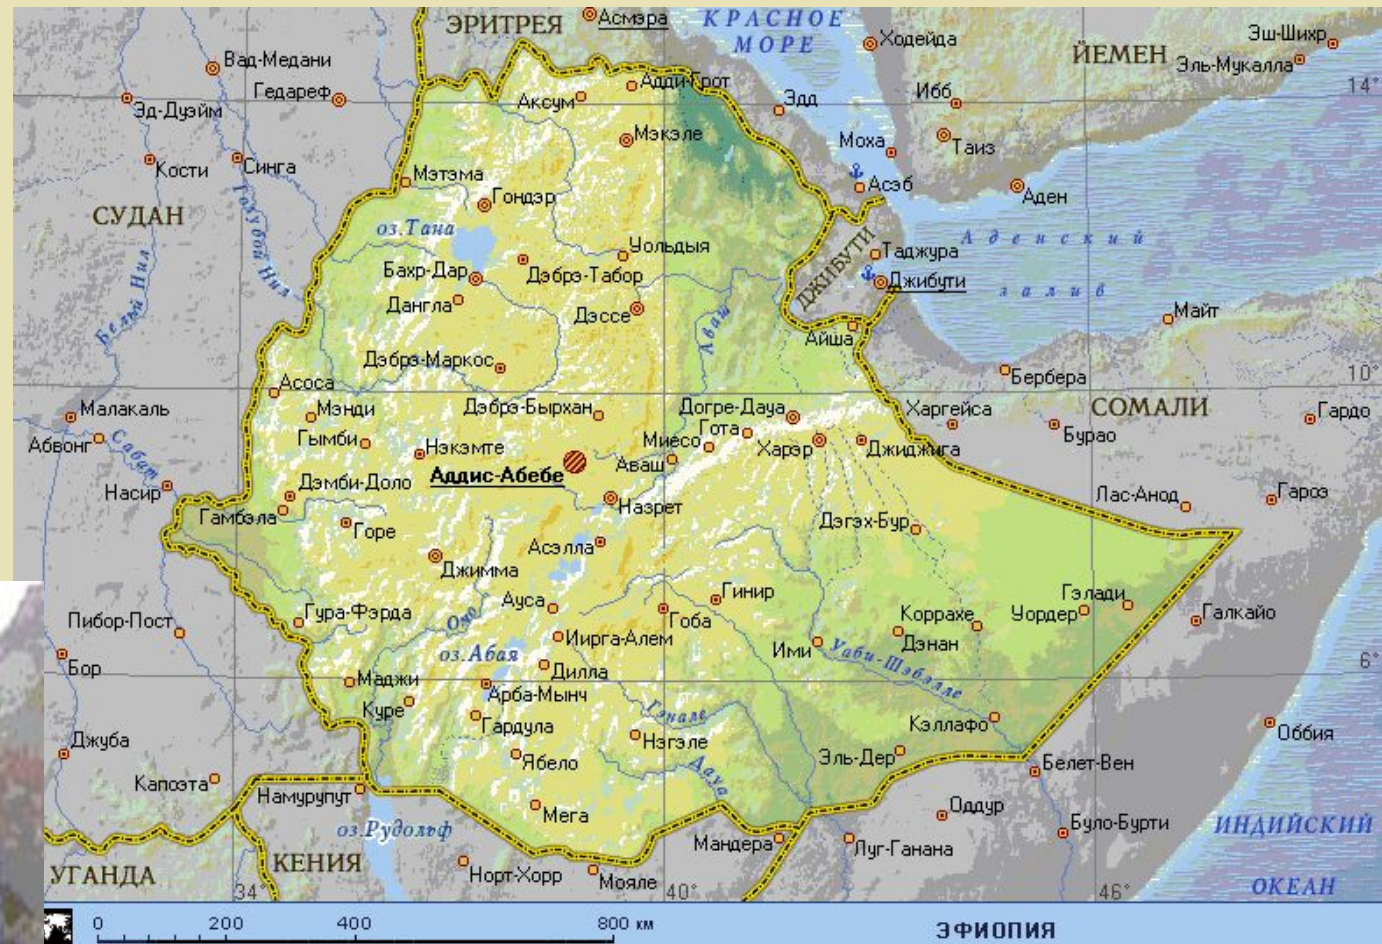 ЭРИТРЕЯ
Асмэра
КРАСНОЕ
МОРЕ
Ходейда
ЙЕМЕН
Эш-Шихр
Эль-Мукалла
Вад-Медани
Гедареф
Эд-Дуэйм
Аксум
Адди-Грот
Эдд
Ибб
14°
Мэкэле
Моха
Таиз
Кости
Синга
Мэтэма
Гондэр
Асэб
Аден
СУДАН
Голубой Нил
оз.Тана
Уольдыя
Таджура
Аденский
залив
Бахр-Дар
Дэбрэ-Табор
ДЖИБУТИ
Джибути
Белый Нил
Дангла
Дэссе
Аваш
Айша
Майт
Дэбрэ-Маркос
Бербера
10°
Асоса
Малакаль
Мэнди
Дэбрэ-Бырхан
Догре-Дауа
Харгейса
СОМАЛИ
Гардо
Абвонг
Сабат
Гымби
Нэкэмте
Миесо
Гота
Харэр
Джиджига
Бурао
Аддис-Абебе
Аваш
Насир
Дэмби-Доло
Назрет
Лас-Анод
Гароэ
Гамбэла
Горе
Дэгэх-Бур
Асэлла
Джимма
Гура-Фэрда
Омо
Ауса
Гоба
Гинир
Коррахе
Уордер
Гэлади
Галкайо
Пибор-Пост
Иирга-Алем
Ими
Дэнан
Уаби-Шэбэлле
6°
Бор
оз.Абая
Дилла
Маджи
Арба-Мынч
Куре
Гардула
Гэнале
Кэллафо
Оббия
Джуба
Ябело
Нэгэле
Дауа
Эль-Дер
Белет-Вен
Капоэта
Намурупут
Мега
Оддур
оз.Рудольф
Мандера
Луг-Ганана
Було-Бурти
ИНДИЙСКИЙ
ОКЕАН
УГАНДА
КЕНИЯ
Норт-Хорр
Мояле
34°
40°
46°
0 200 400 800 км
ЭФИОПИЯ